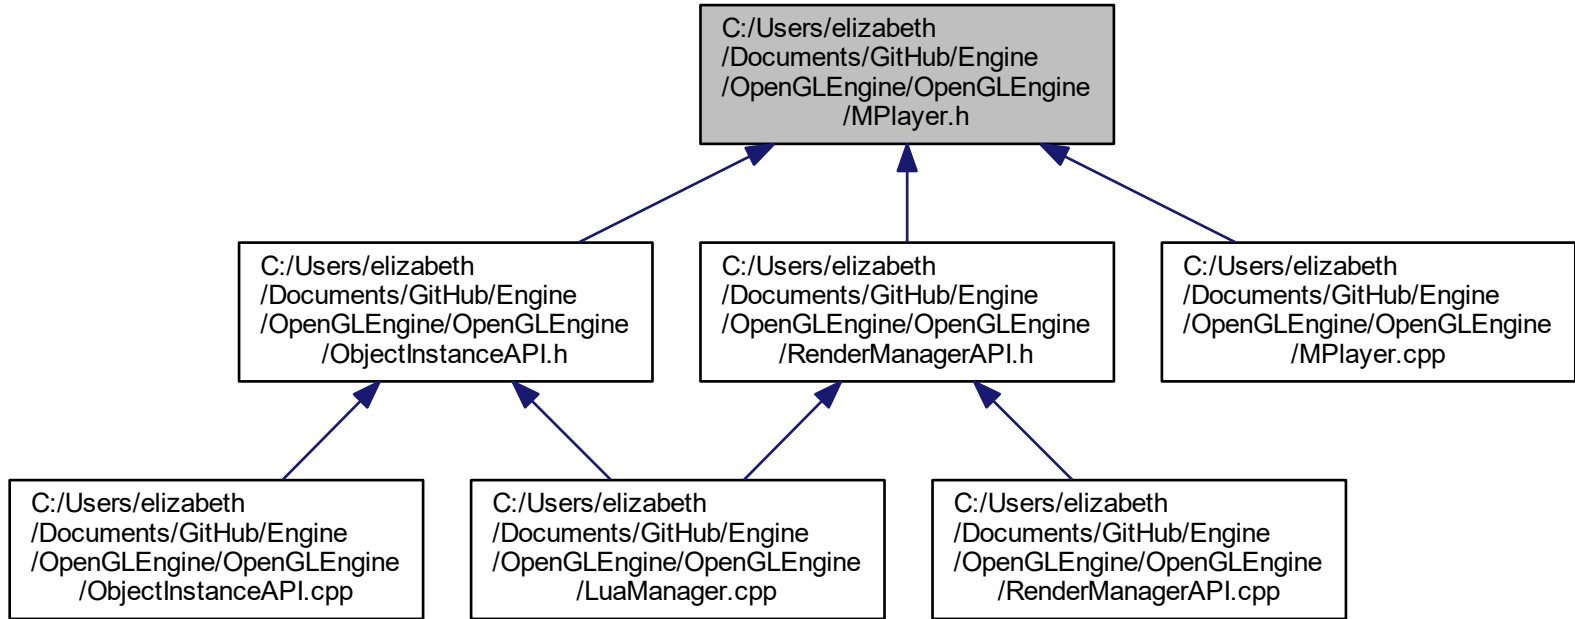 C:/Users/elizabeth
/Documents/GitHub/Engine
/OpenGLEngine/OpenGLEngine
/MPlayer.h
C:/Users/elizabeth
/Documents/GitHub/Engine
/OpenGLEngine/OpenGLEngine
/ObjectInstanceAPI.h
C:/Users/elizabeth
/Documents/GitHub/Engine
/OpenGLEngine/OpenGLEngine
/RenderManagerAPI.h
C:/Users/elizabeth
/Documents/GitHub/Engine
/OpenGLEngine/OpenGLEngine
/MPlayer.cpp
C:/Users/elizabeth
/Documents/GitHub/Engine
/OpenGLEngine/OpenGLEngine
/ObjectInstanceAPI.cpp
C:/Users/elizabeth
/Documents/GitHub/Engine
/OpenGLEngine/OpenGLEngine
/LuaManager.cpp
C:/Users/elizabeth
/Documents/GitHub/Engine
/OpenGLEngine/OpenGLEngine
/RenderManagerAPI.cpp